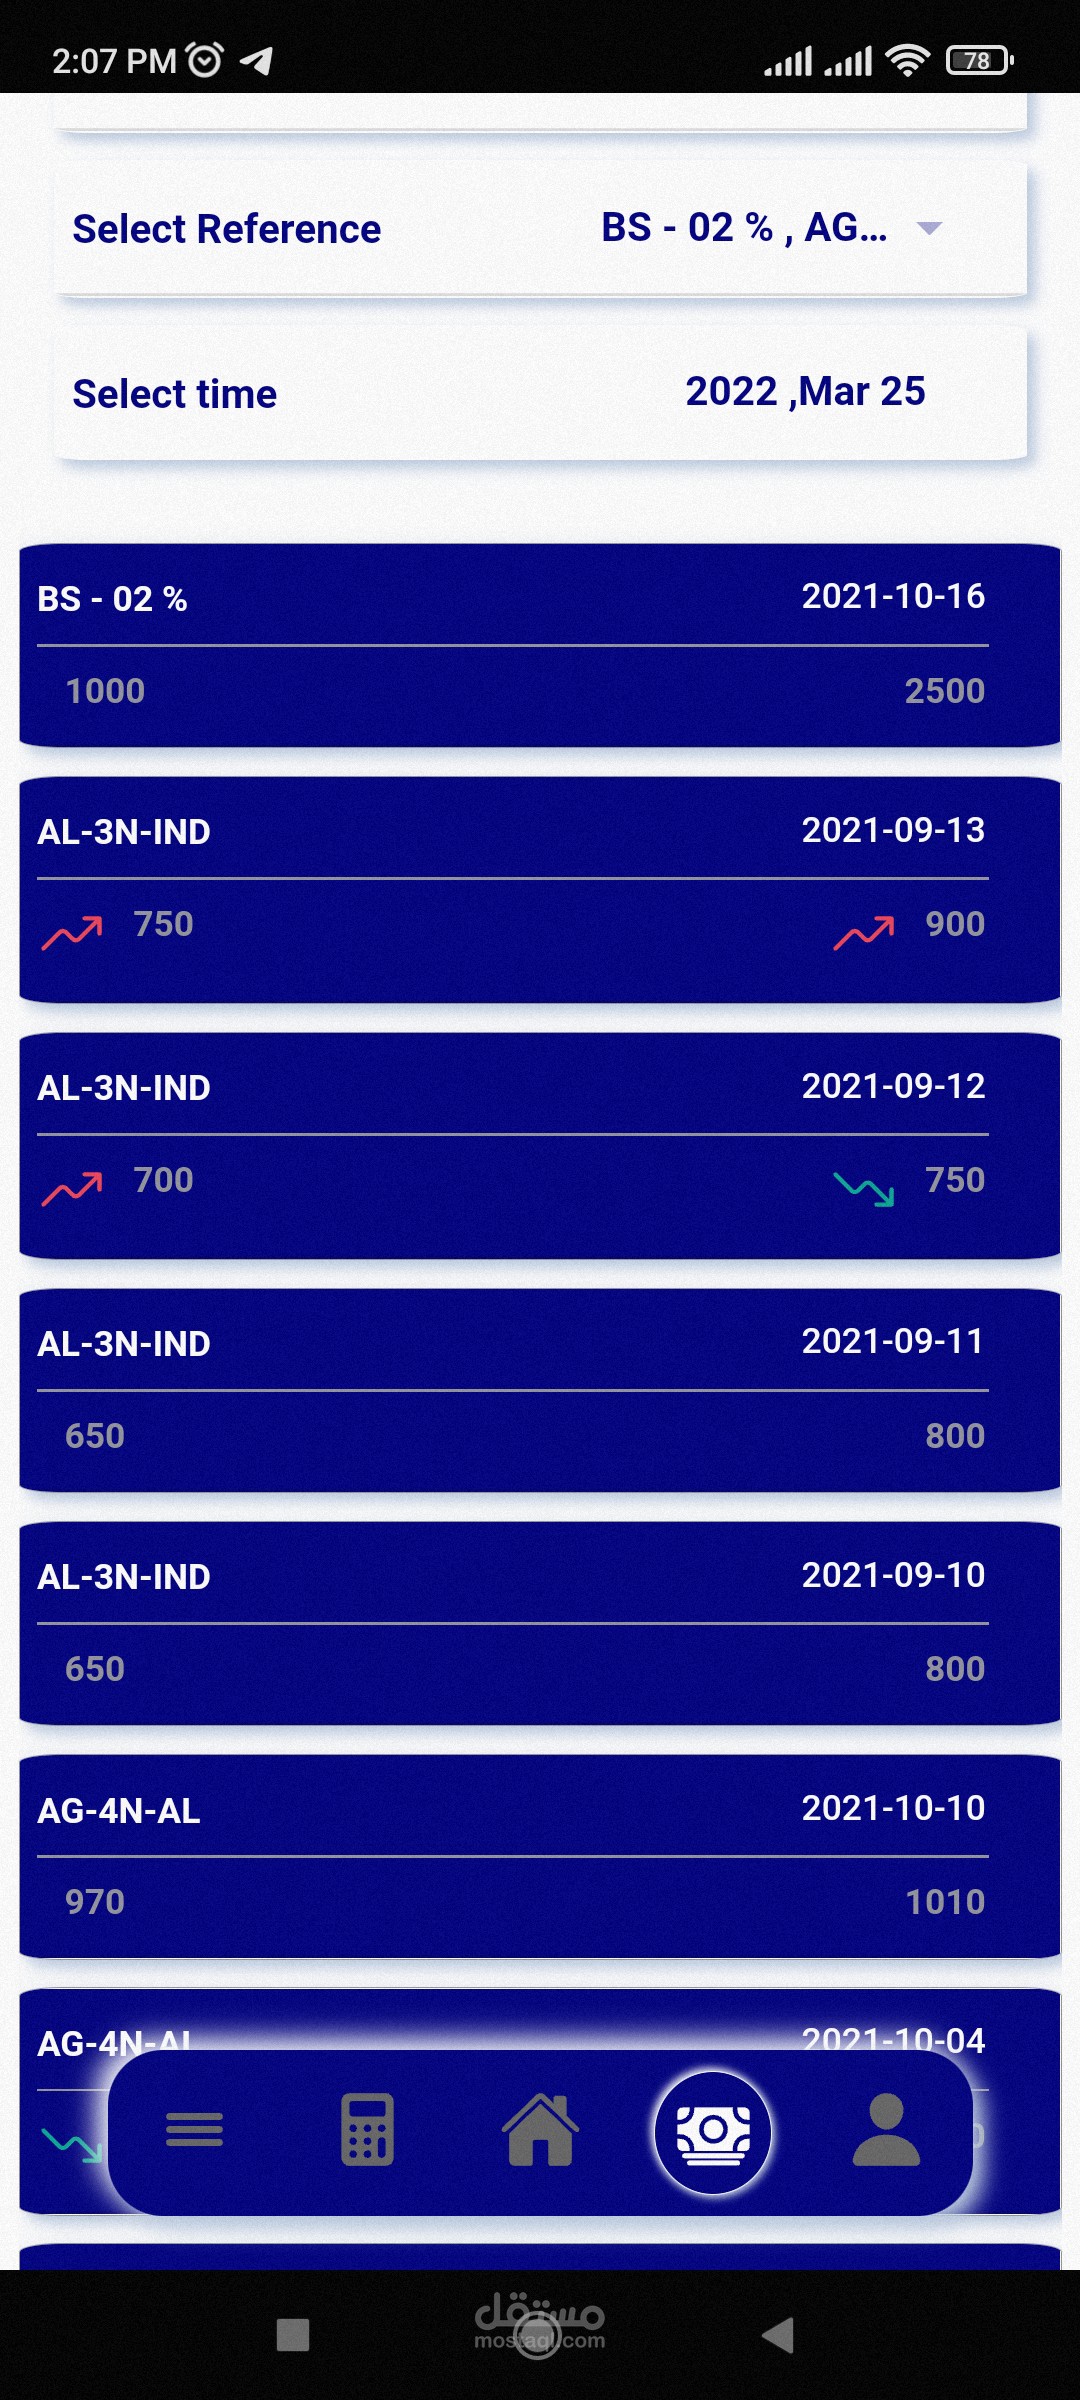 2:07 PM 78
Select Reference BS - 02 % , AG...
Select time 2022 ,Mar 25
BS - 02 % 2021-10-16
1000 2500
AL-3N-IND 2021-09-13
750 900
AL-3N-IND 2021-09-12
700 750
AL-3N-IND 2021-09-11
650 800
AL-3N-IND 2021-09-10
650 800
AG-4N-AL 2021-10-10
970 1010
AG-4N-AL 2021-10-04
مستقل
mostaql.com